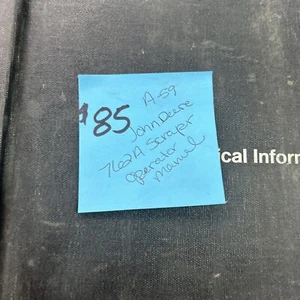 A-59
$85
John Deere
762A Scraper
ical Inform
operator
manual